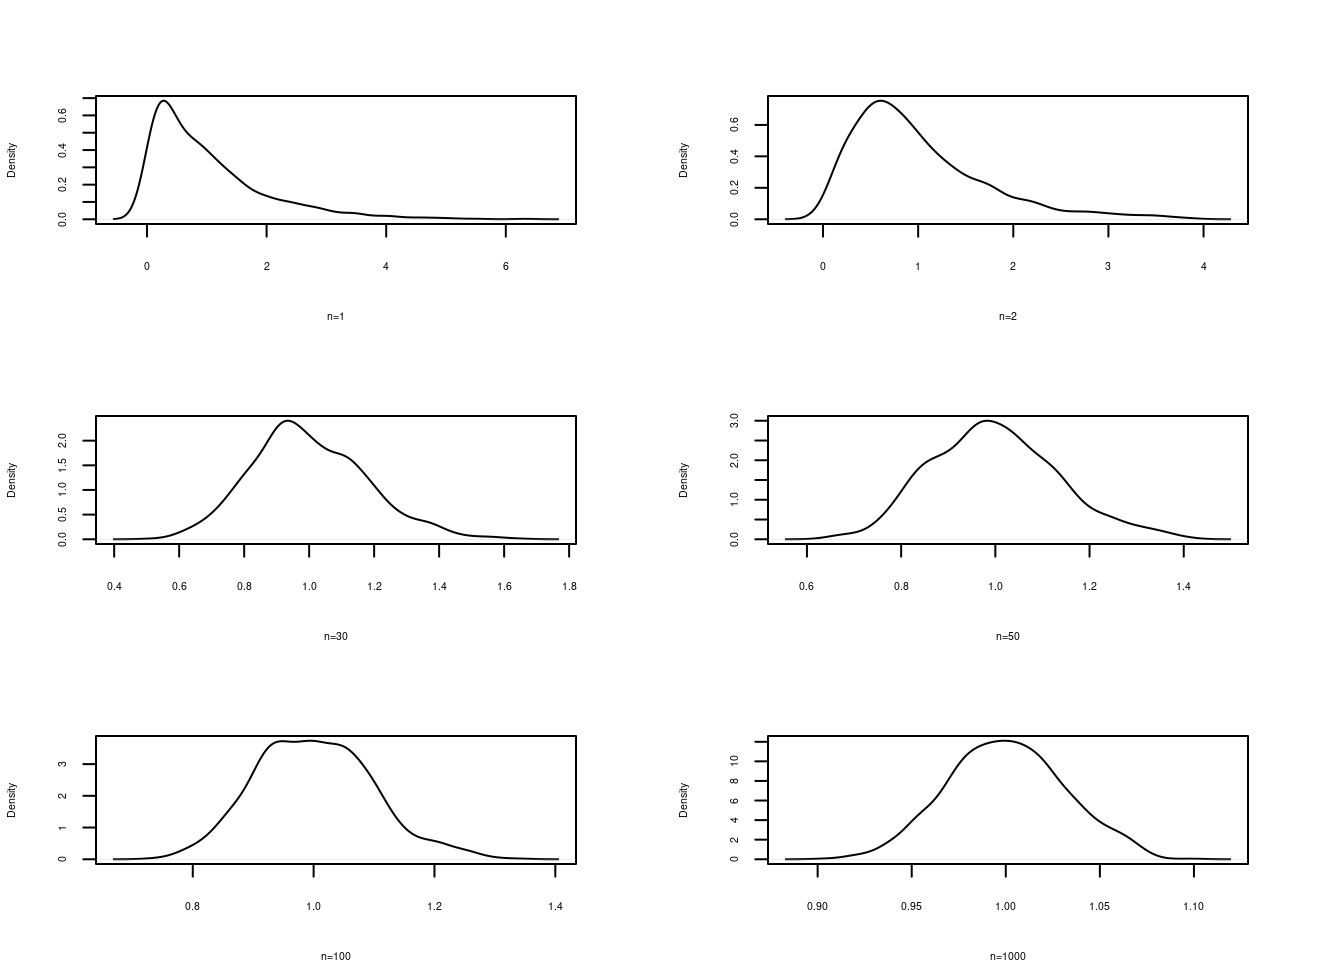 Density
0.0 0.2 0.4 0.6
0 2 4 6
n=1
Density
0.0 0.2 0.4 0.6
0 1 2 3 4
n=2
Density
0.0 0.5 1.0 1.5 2.0
0.4 0.6 0.8 1.0 1.2 1.4 1.6 1.8
n=30
Density
0.0 1.0 2.0 3.0
0.6 0.8 1.0 1.2 1.4
n=50
Density
0 1 2 3
0.8 1.0 1.2 1.4
n=100
Density
0 2 4 6 8 10
0.90 0.95 1.00 1.05 1.10
n=1000